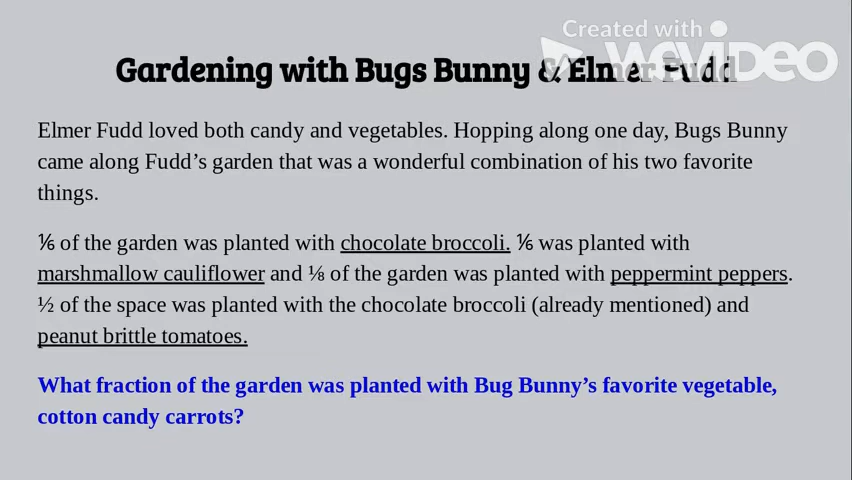 Created with
WeVideo
Gardening with Bugs Bunny & Elmer Fudd
Elmer Fudd loved both candy and vegetables. Hopping along one day, Bugs Bunny
came along Fudd’s garden that was a wonderful combination of his two favorite
things.
⅙ of the garden was planted with chocolate broccoli. ⅙ was planted with
marshmallow cauliflower and ⅛ of the garden was planted with peppermint peppers.
½ of the space was planted with the chocolate broccoli (already mentioned) and
peanut brittle tomatoes.
What fraction of the garden was planted with Bug Bunny’s favorite vegetable,
cotton candy carrots?